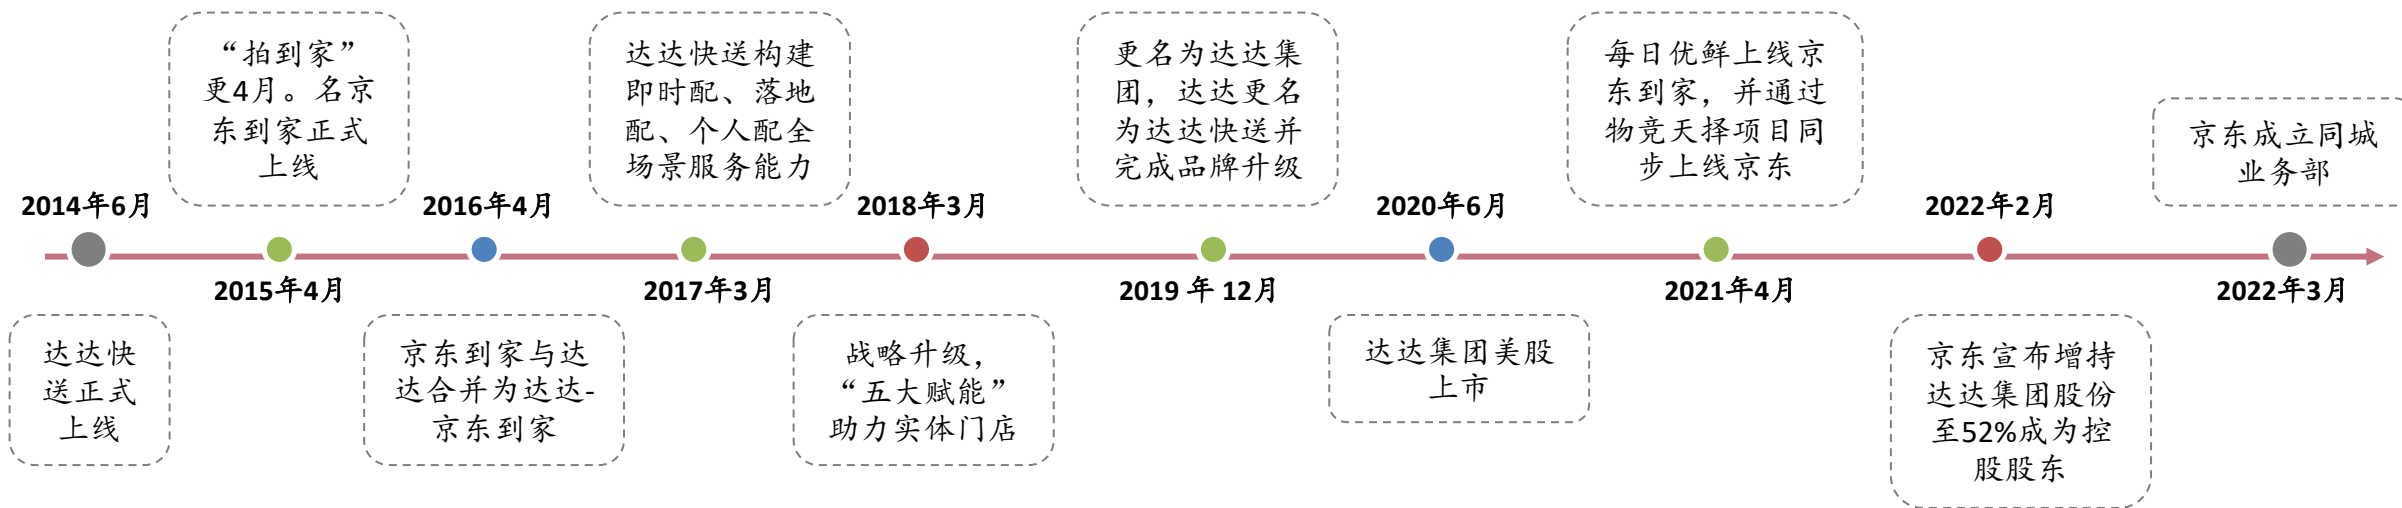 “拍到家”
更4月。名京
东到家正式
上线
达达快送构建
即时配、落地
配、个人配全
场景服务能力
更名为达达集
团，达达更名
为达达快送并
完成品牌升级
每日优鲜上线京
东到家，并通过
物竞天择项目同
步上线京东
京东成立同城
业务部
2014年6月
2016年4月
2018年3月
2020年6月
2022年2月
2015年4月
2017年3月
2019 年 12月
2021年4月
2022年3月
达达快
送正式
上线
京东到家与达
达合并为达达-
京东到家
战略升级，
“五大赋能”
助力实体门店
达达集团美股
上市
京东宣布增持
达达集团股份
至52%成为控
股股东